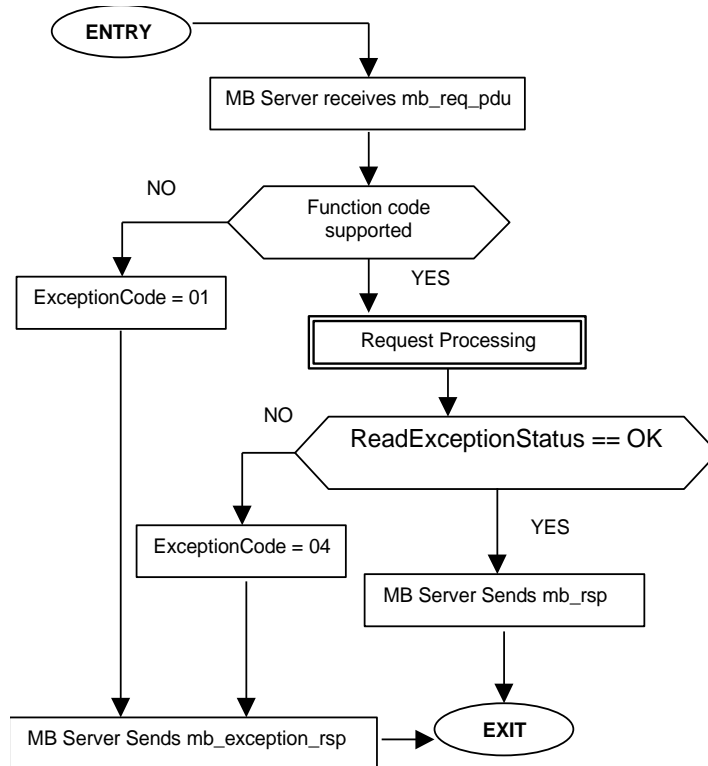 ENTRY
MB Server receives mb_req_pdu
NO
Function code
supported
YES
ExceptionCode = 01
Request Processing
NO
ReadExceptionStatus == OK
YES
ExceptionCode = 04
MB Server Sends mb_rsp
MB Server Sends mb_exception_rsp
EXIT